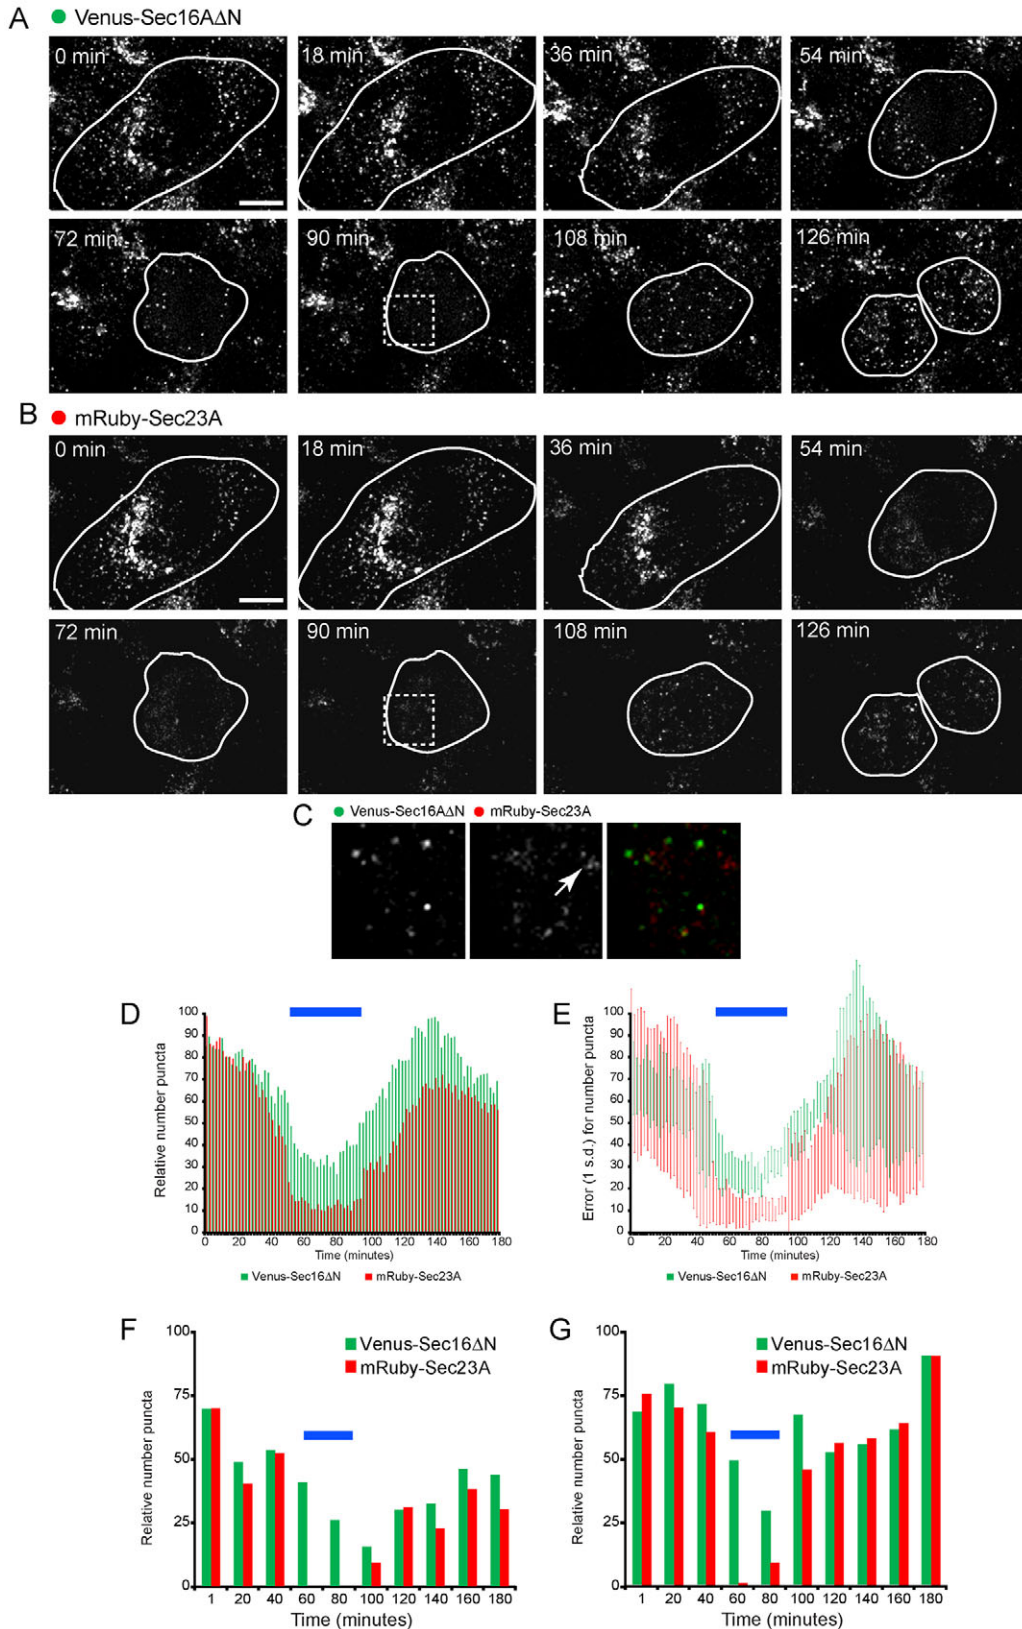 A Venus-Sec16AΔN
0 min 18 min 36 min 54 min
72 min 90 min 108 min 126 min
B mRuby-Sec23A
0 min 18 min 36 min 54 min
72 min 90 min 108 min 126 min
C Venus-Sec16AΔN mRuby-Sec23A
D
Relative number puncta
100
90
80
70
60
50
40
30
20
10
0
0 20 40 60 80 100 120 140 160 180
Time (minutes)
Venus-Sec16ΔN mRuby-Sec23A
E
Error (1 s.d.) for number puncta
100
90
80
70
60
50
40
30
20
10
0
0 20 40 60 80 100 120 140 160 180
Time (minutes)
Venus-Sec16ΔN mRuby-Sec23A
F
Relative number puncta
100
75
50
25
0
Venus-Sec16ΔN
mRuby-Sec23A
1 20 40 60 80 100 120 140 160 180
Time (minutes)
G
Relative number puncta
100
75
50
25
0
Venus-Sec16ΔN
mRuby-Sec23A
1 20 40 60 80 100 120 140 160 180
Time (minutes)